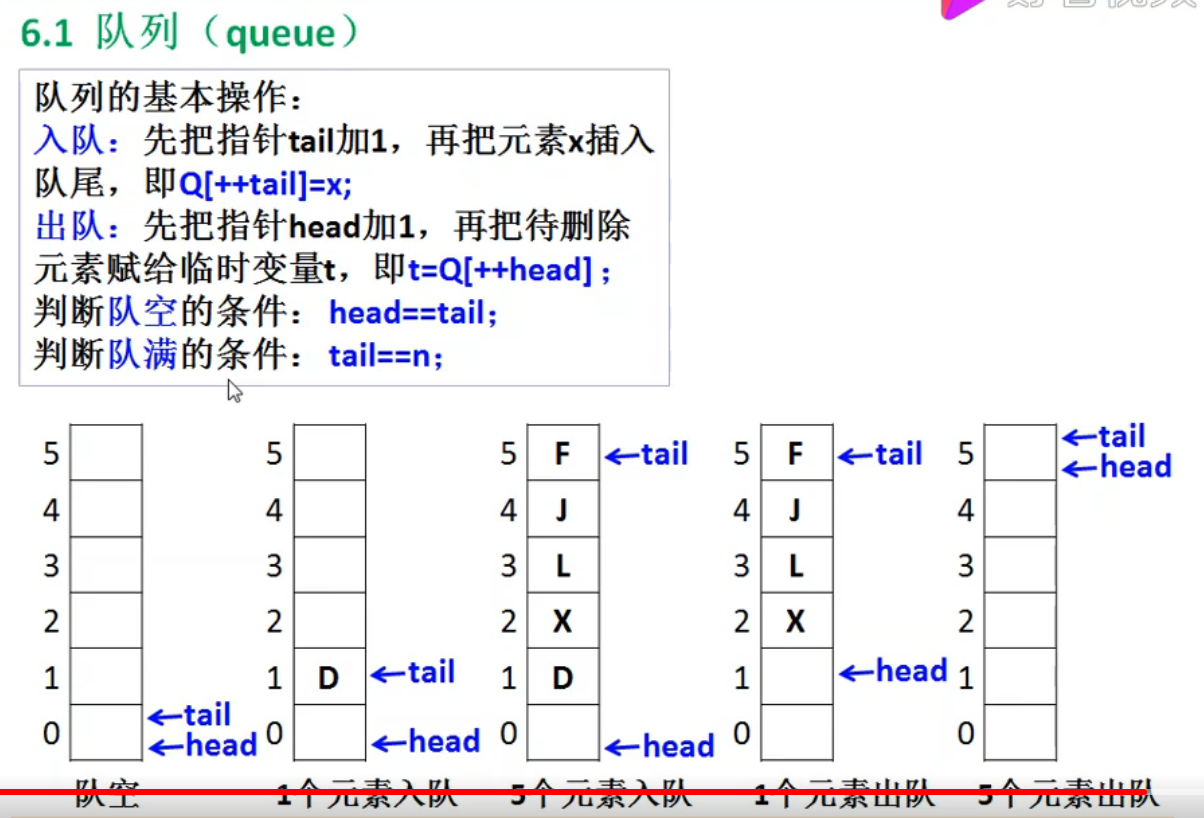 6.1 队列（queue）
队列的基本操作：
入队：先把指针tail加1，再把元素x插入
队尾，即Q[++tail]=x;
出队：先把指针head加1，再把待删除
元素赋给临时变量t，即t=Q[++head]；
判断队空的条件： head==tail；
判断队满的条件： tail==n；
5 5 5 F ←tail 5 F ←tail 5 ←tail
←head
4 4 4 J 4 J 4
3 3 3 L 3 L 3
2 2 2 X 2 X 2
1 1 D ←tail 1 D 1 ←head 1
←tail
0 ←head 0 ←head 0 ←head 0 0
队空 1个元素入队 5个元素入队 1个元素出队 5个元素出队